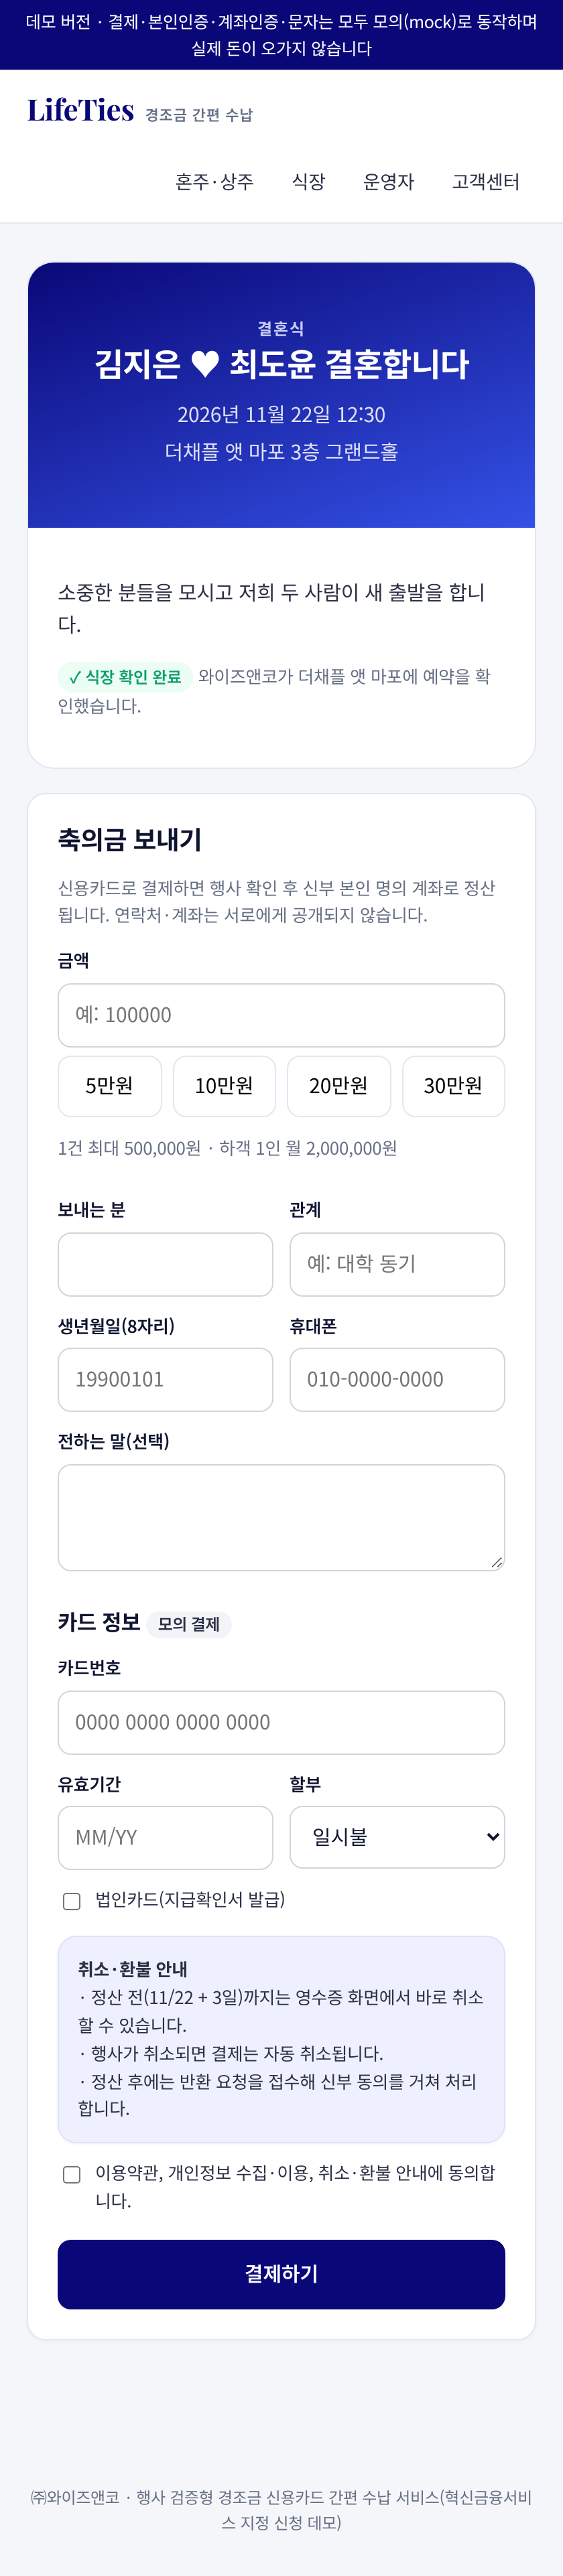 데모 버전 · 결제·본인인증·계좌인증·문자는 모두 모의(mock)로 동작하며
실제 돈이 오가지 않습니다
LifeTies 경조금 간편 수납
혼주·상주 식장 운영자 고객센터
결혼식
김지은 ♥ 최도윤 결혼합니다
2026년 11월 22일 12:30
더채플 앳 마포 3층 그랜드홀
소중한 분들을 모시고 저희 두 사람이 새 출발을 합니
다.
✓ 식장 확인 완료 와이즈앤코가 더채플 앳 마포에 예약을 확
인했습니다.
축의금 보내기
신용카드로 결제하면 행사 확인 후 신부 본인 명의 계좌로 정산
됩니다. 연락처·계좌는 서로에게 공개되지 않습니다.
금액
예: 100000
5만원 10만원 20만원 30만원
1건 최대 500,000원 · 하객 1인 월 2,000,000원
보내는 분 관계
예: 대학 동기
생년월일(8자리) 휴대폰
19900101 010-0000-0000
전하는 말(선택)
카드 정보 모의 결제
카드번호
0000 0000 0000 0000
유효기간 할부
MM/YY 일시불
법인카드(지급확인서 발급)
취소·환불 안내
· 정산 전(11/22 + 3일)까지는 영수증 화면에서 바로 취소
할 수 있습니다.
· 행사가 취소되면 결제는 자동 취소됩니다.
· 정산 후에는 반환 요청을 접수해 신부 동의를 거쳐 처리
합니다.
이용약관, 개인정보 수집·이용, 취소·환불 안내에 동의합
니다.
결제하기
㈜와이즈앤코 · 행사 검증형 경조금 신용카드 간편 수납 서비스(혁신금융서비
스 지정 신청 데모)